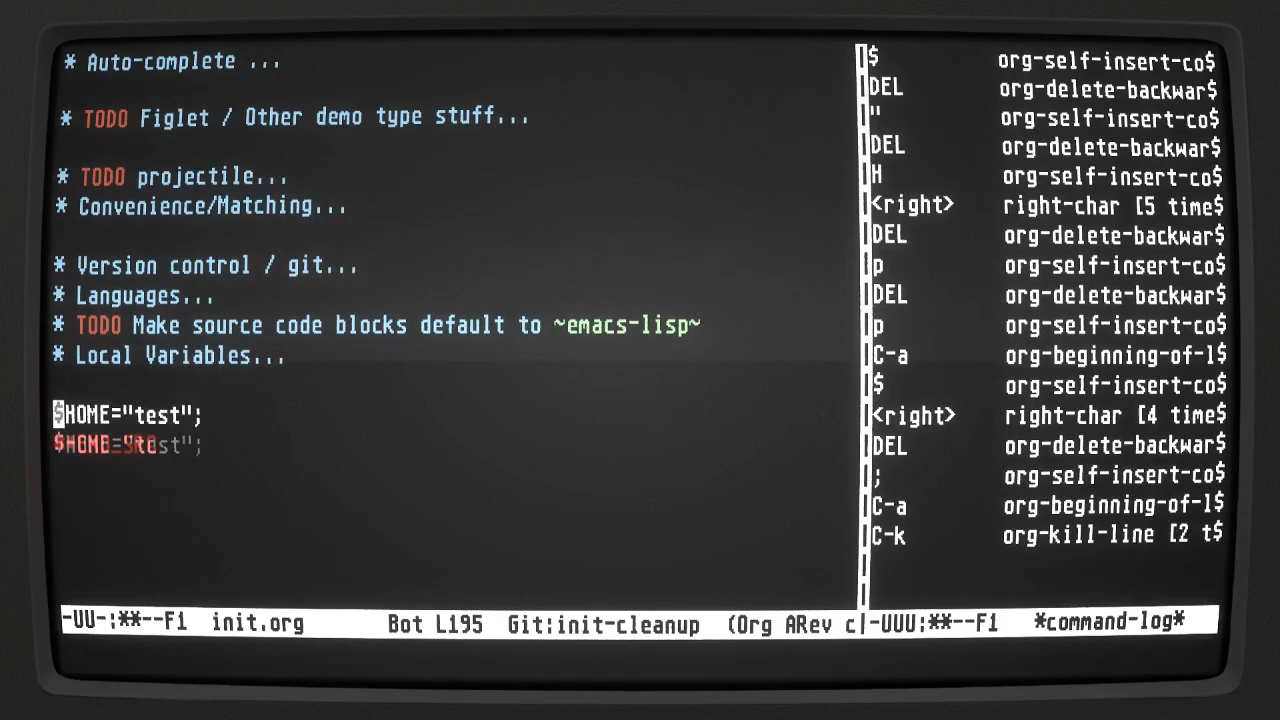 * Auto-complete ...
* TODO Figlet / Other demo type stuff...
* TODO projectile...
* Convenience/Matching...
* Version control / git...
* Languages...
* TODO Make source code blocks default to ~emacs-lisp~
* Local Variables...
$HOME="test";
-UU-:**--F1 init.org Bot L195 Git:init-cleanup (Org ARev c
$ org-self-insert-co$
DEL org-delete-backwar$
" org-self-insert-co$
DEL org-delete-backwar$
H org-self-insert-co$
<right> right-char [5 time$
DEL org-delete-backwar$
p org-self-insert-co$
DEL org-delete-backwar$
p org-self-insert-co$
C-a org-beginning-of-l$
$ org-self-insert-co$
<right> right-char [4 time$
DEL org-delete-backwar$
; org-self-insert-co$
C-a org-beginning-of-l$
C-k org-kill-line [2 t$
-UUU:**--F1 *command-log*